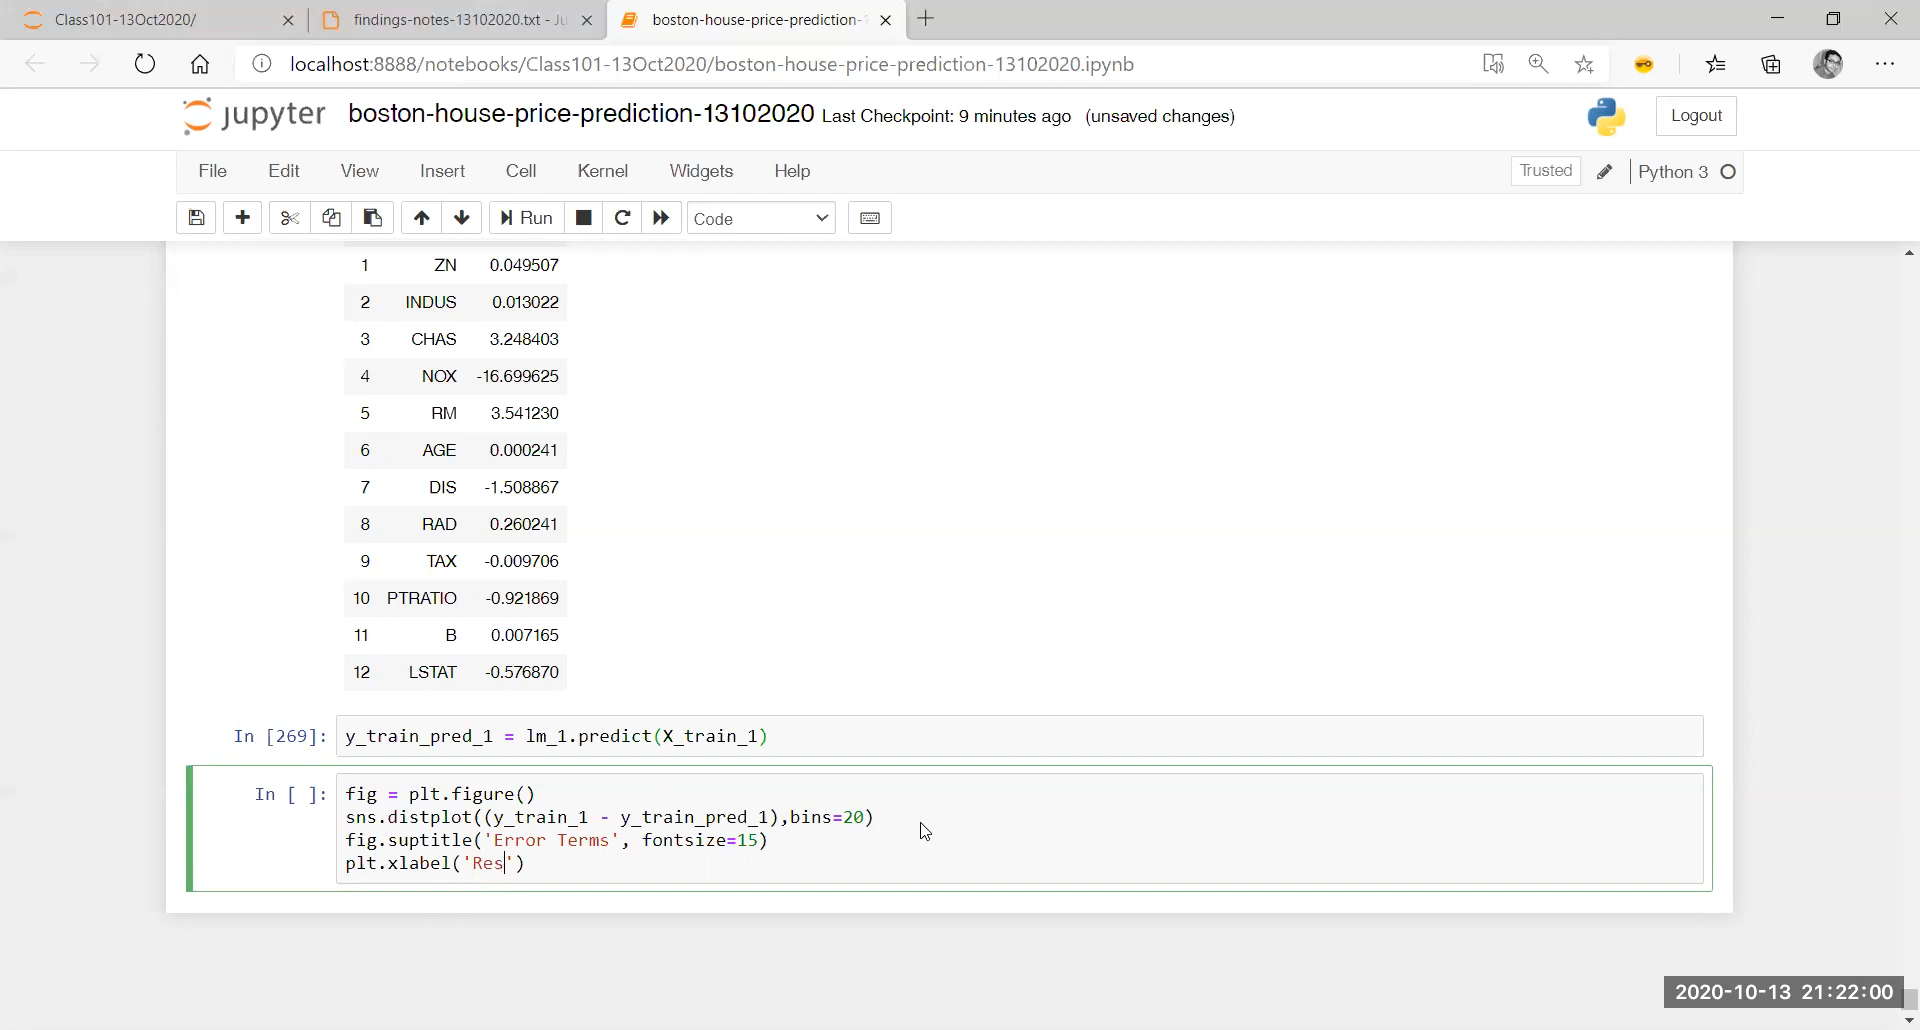 Class101-13Oct2020/
findings-notes-13102020.txt - Ju
boston-house-price-prediction-
localhost:8888/notebooks/Class101-13Oct2020/boston-house-price-prediction-13102020.ipynb
jupyter boston-house-price-prediction-13102020 Last Checkpoint: 9 minutes ago (unsaved changes)
Logout
File Edit View Insert Cell Kernel Widgets Help
Trusted Python 3
Run Code
1 ZN 0.049507
2 INDUS 0.013022
3 CHAS 3.248403
4 NOX -16.699625
5 RM 3.541230
6 AGE 0.000241
7 DIS -1.508867
8 RAD 0.260241
9 TAX -0.009706
10 PTRATIO -0.921869
11 B 0.007165
12 LSTAT -0.576870
In [269]: y_train_pred_1 = lm_1.predict(X_train_1)
In [ ]: fig = plt.figure()
sns.distplot((y_train_1 - y_train_pred_1),bins=20)
fig.suptitle('Error Terms', fontsize=15)
plt.xlabel('Res')
2020-10-13 21:22:00